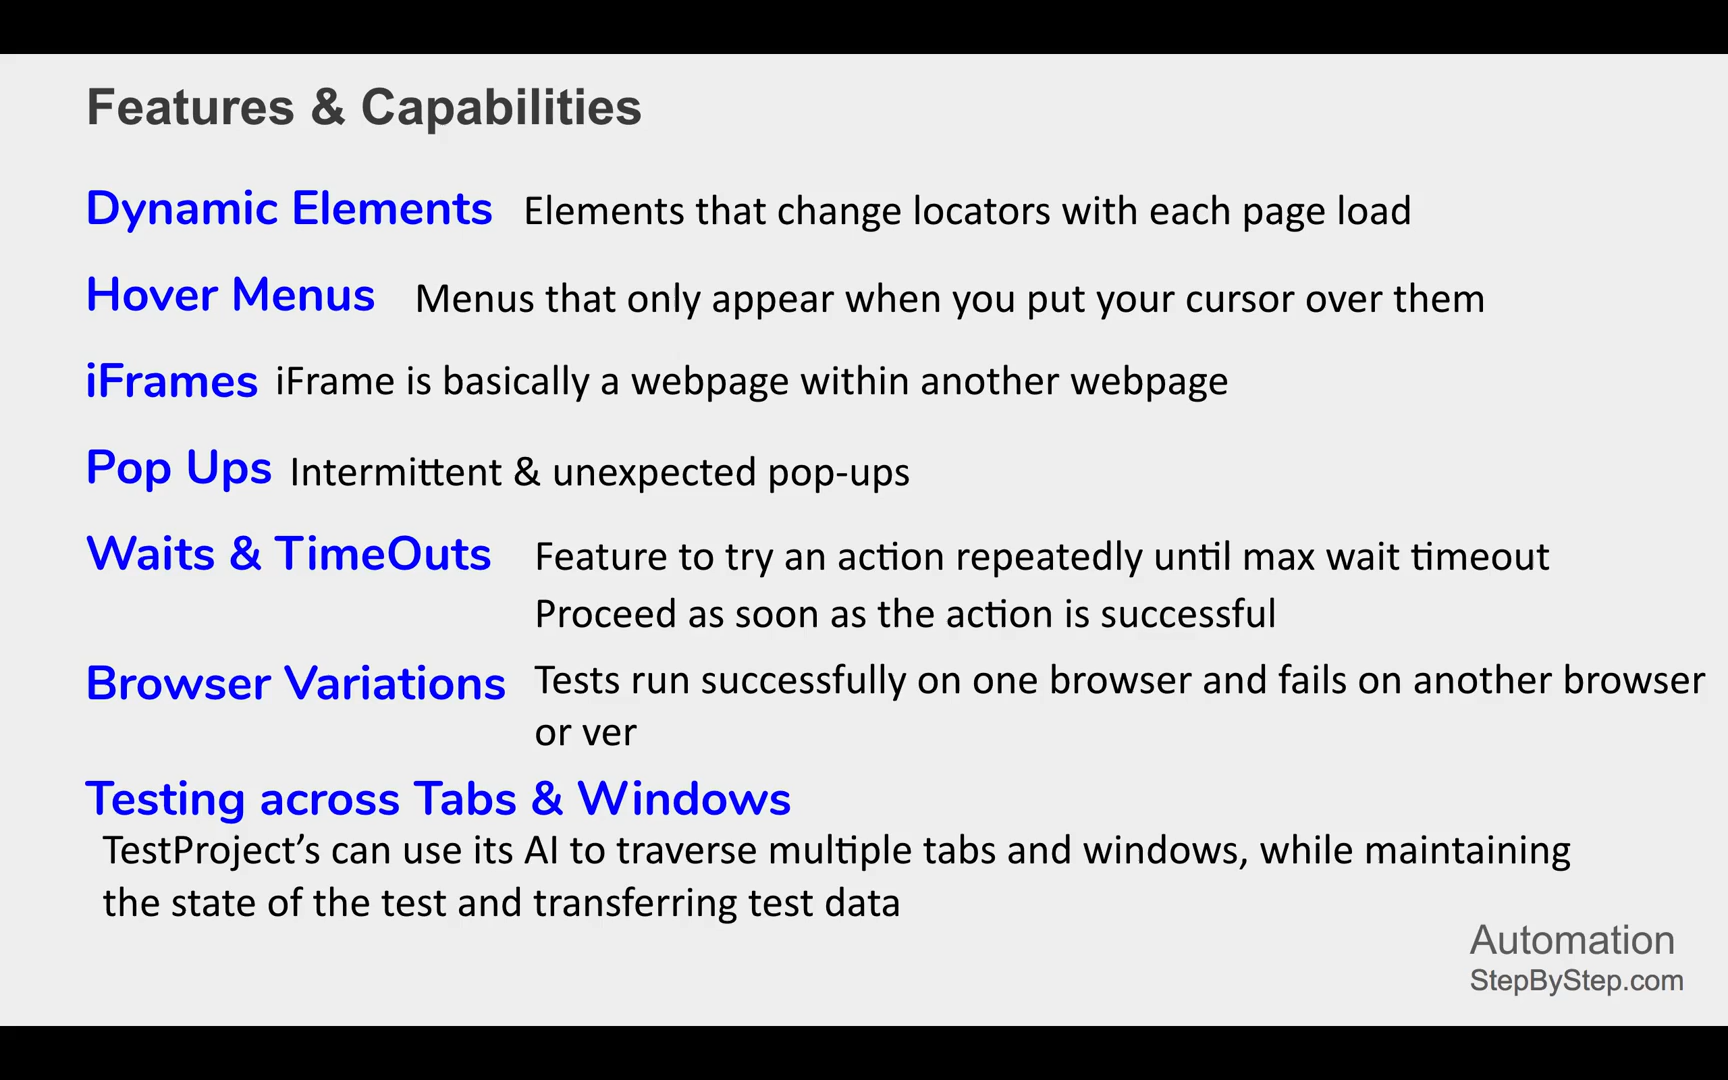 Features & Capabilities
Dynamic Elements Elements that change locators with each page load
Hover Menus Menus that only appear when you put your cursor over them
iFrames iFrame is basically a webpage within another webpage
Pop Ups Intermittent & unexpected pop-ups
Waits & TimeOuts Feature to try an action repeatedly until max wait timeout
Proceed as soon as the action is successful
Browser Variations Tests run successfully on one browser and fails on another browser
or ver
Testing across Tabs & Windows
TestProject’s can use its AI to traverse multiple tabs and windows, while maintaining
the state of the test and transferring test data
Automation
StepByStep.com